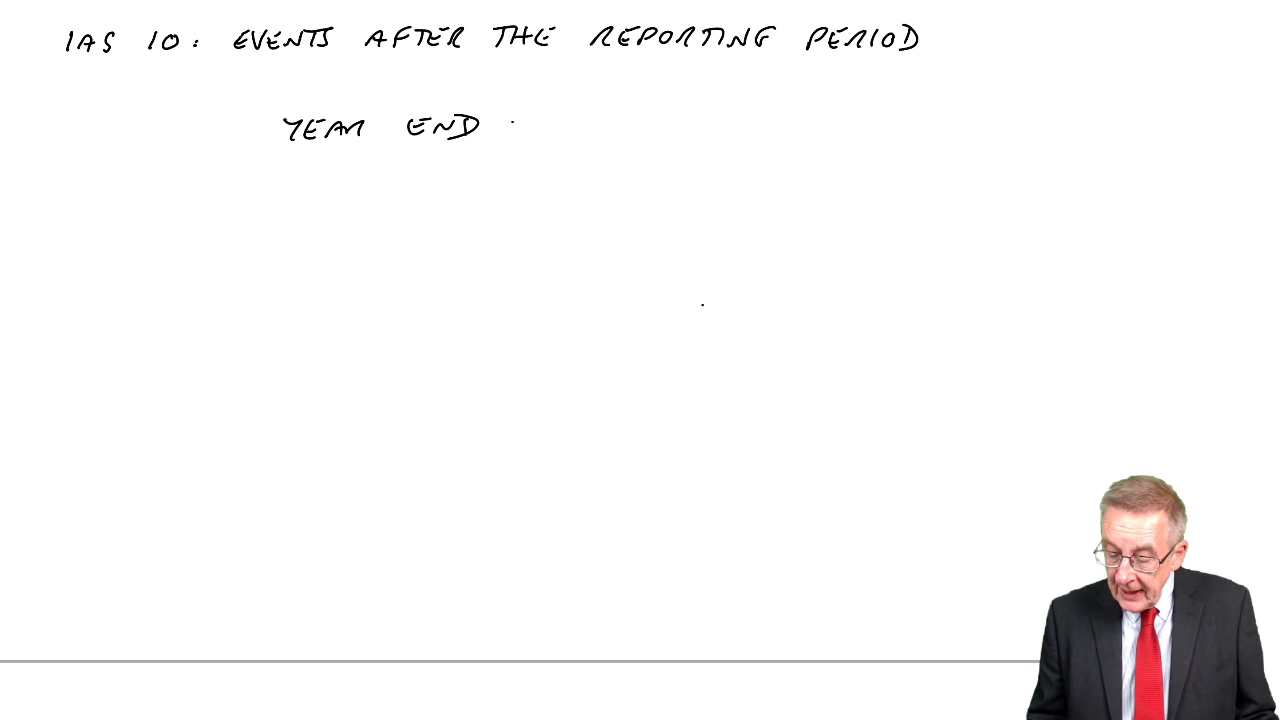 IAS 10: EVENTS AFTER THE REPORTING PERIOD
YEAR END